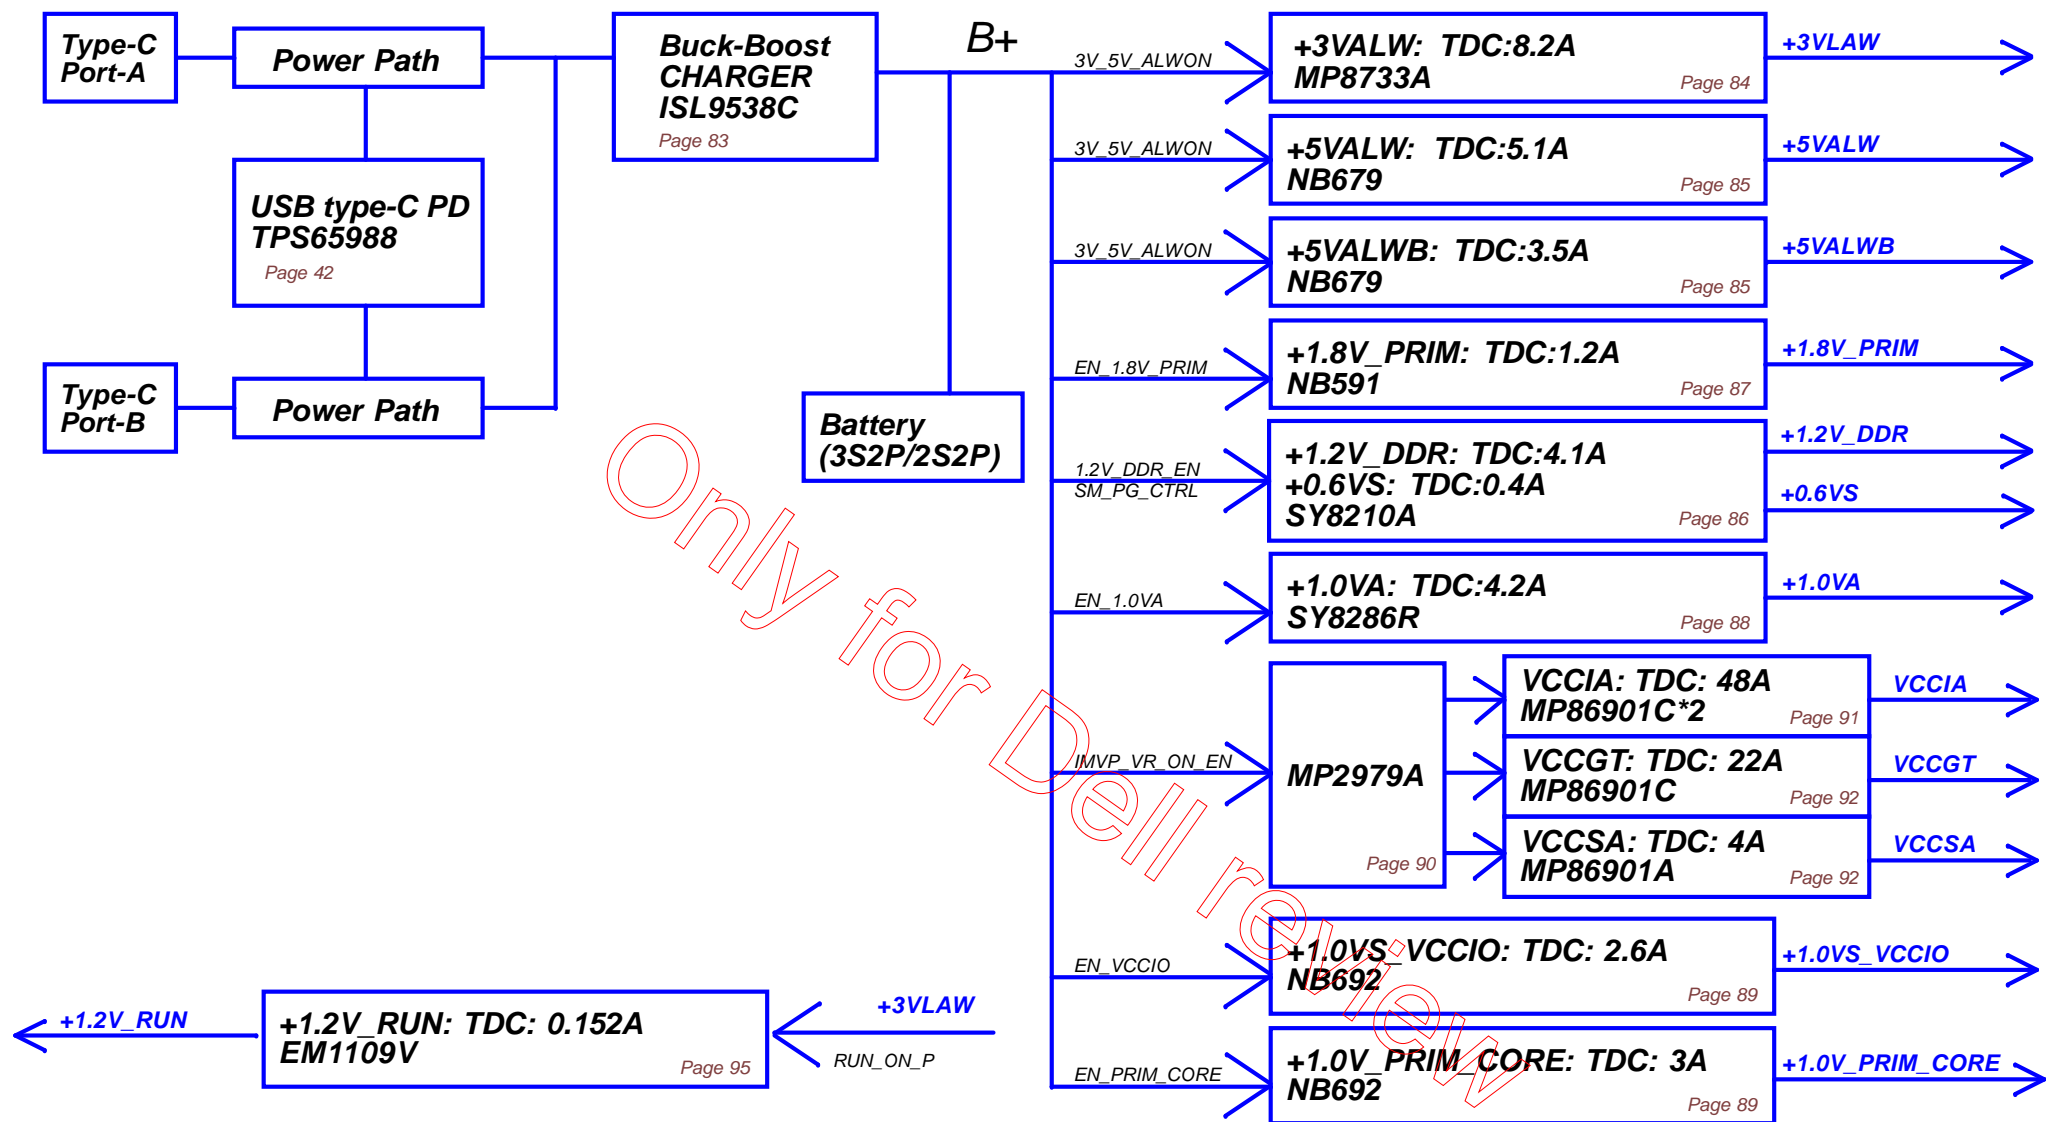 Type-C
Port-A
Power Path
Buck-Boost
CHARGER
ISL9538C
Page 83
B+
USB type-C PD
TPS65988
Page 42
Type-C
Port-B
Power Path
Battery
(3S2P/2S2P)
3V_5V_ALWON
+3VALW: TDC:8.2A
MP8733A
Page 84
+3VLAW
3V_5V_ALWON
+5VALW: TDC:5.1A
NB679
Page 85
+5VALW
3V_5V_ALWON
+5VALWB: TDC:3.5A
NB679
Page 85
+5VALWB
EN_1.8V_PRIM
+1.8V_PRIM: TDC:1.2A
NB591
Page 87
+1.8V_PRIM
1.2V_DDR_EN
SM_PG_CTRL
+1.2V_DDR: TDC:4.1A
+0.6VS: TDC:0.4A
SY8210A
Page 86
+1.2V_DDR
+0.6VS
EN_1.0VA
+1.0VA: TDC:4.2A
SY8286R
Page 88
+1.0VA
IMVP_VR_ON_EN
MP2979A
Page 90
VCCIA: TDC: 48A
MP86901C*2
Page 91
VCCIA
VCCGT: TDC: 22A
MP86901C
Page 92
VCCGT
VCCSA: TDC: 4A
MP86901A
Page 92
VCCSA
EN_VCCIO
+1.0VS_VCCIO: TDC: 2.6A
NB692
Page 89
+1.0VS_VCCIO
EN_PRIM_CORE
+1.0V_PRIM_CORE: TDC: 3A
NB692
Page 89
+1.0V_PRIM_CORE
+1.2V_RUN
+1.2V_RUN: TDC: 0.152A
EM1109V
Page 95
+3VLAW
RUN_ON_P
Only for Dell review